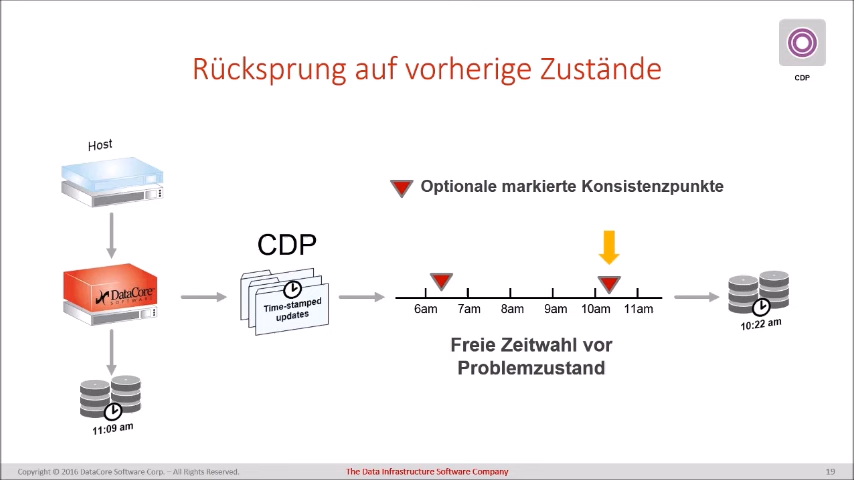 Rücksprung auf vorherige Zustände
CDP
Host
Optionale markierte Konsistenzpunkte
CDP
DataCore
SOFTWARE
Time-stamped
updates
6am 7am 8am 9am 10am 11am
10:22 am
Freie Zeitwahl vor
Problemzustand
11:09 am
Copyright © 2016 DataCore Software Corp. – All Rights Reserved.
The Data Infrastructure Software Company
19